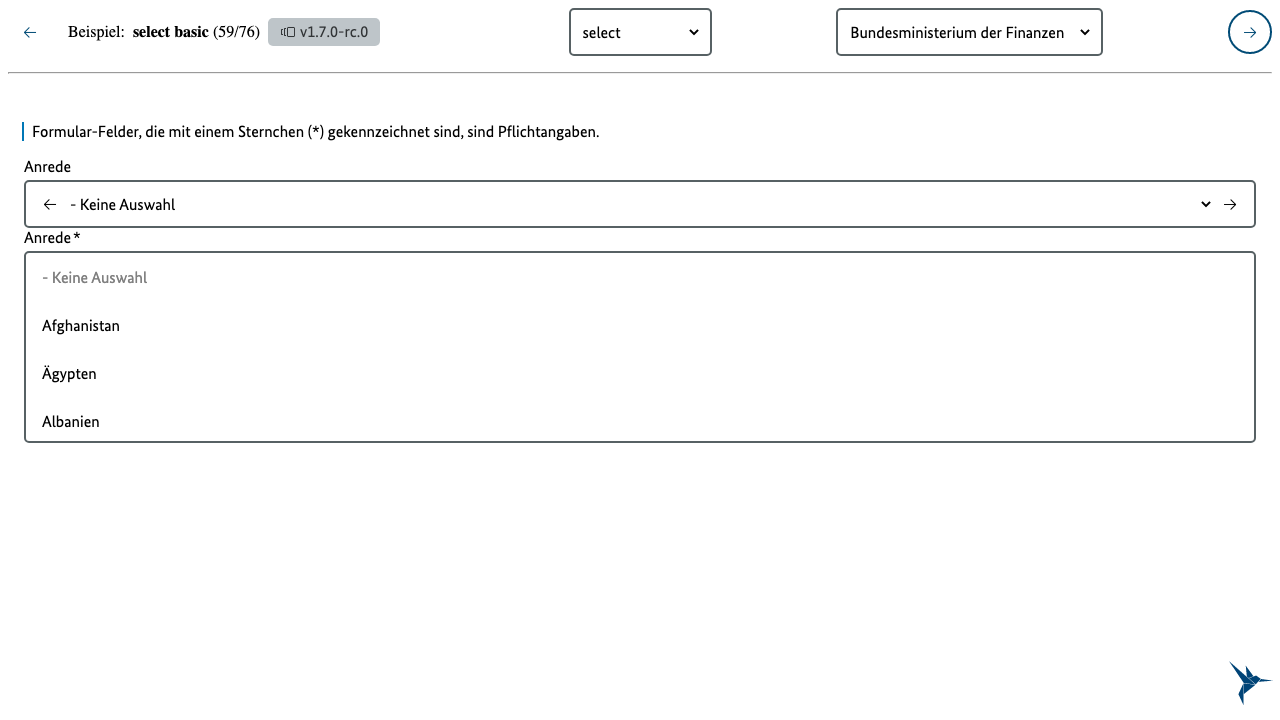 Beispiel: select basic (59/76) v1.7.0-rc.0 select Bundesministerium der Finanzen
Formular-Felder, die mit einem Sternchen (*) gekennzeichnet sind, sind Pflichtangaben.
Anrede
- Keine Auswahl
Anrede*
- Keine Auswahl
Afghanistan
Ägypten
Albanien